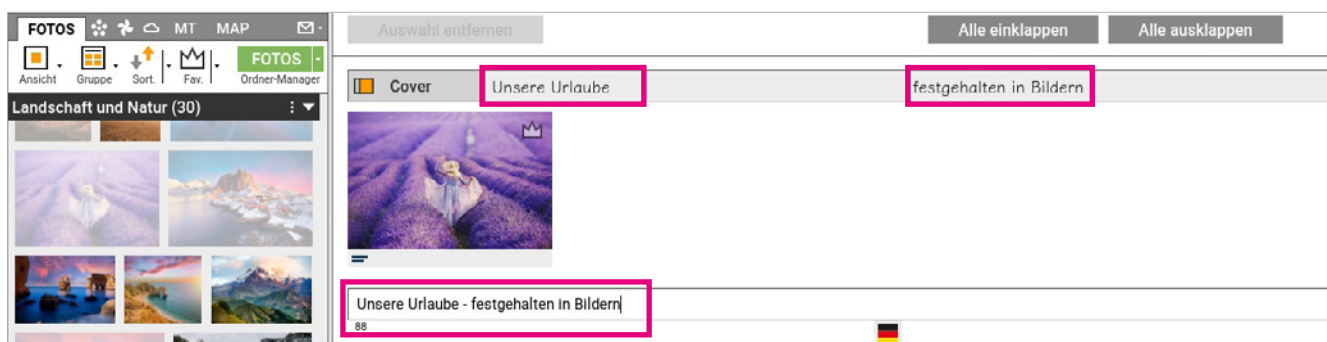 FOTOS MT MAP
Auswahl entfernen Alle einklappen Alle ausklappen
Ansicht Gruppe Sort. Fav. FOTOS
Ordner-Manager
Landschaft und Natur (30)
Cover Unsere Urlaube festgehalten in Bildern
Unsere Urlaube - festgehalten in Bildern
88